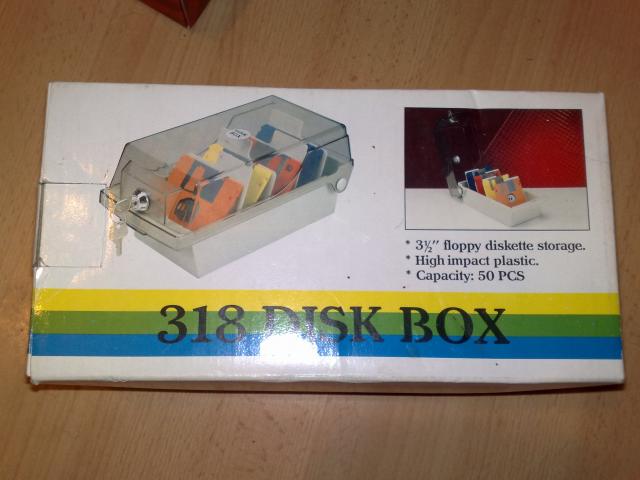 * 3½" floppy diskette storage.
* High impact plastic.
* Capacity: 50 PCS
318 DISK BOX